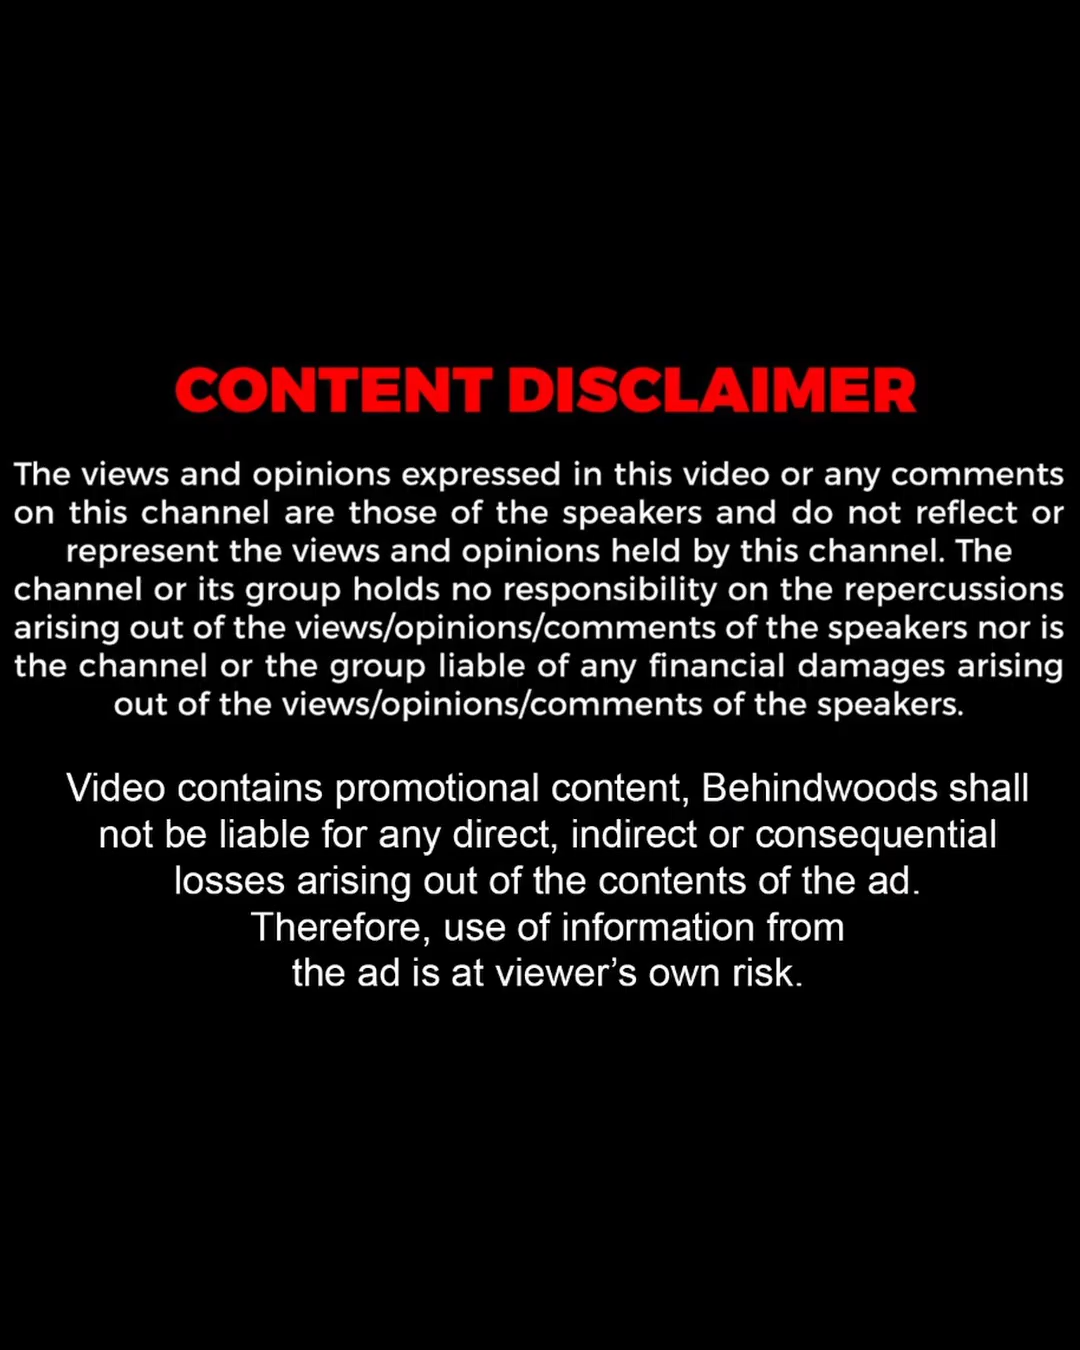 CONTENT DISCLAIMER
The views and opinions expressed in this video or any comments
on this channel are those of the speakers and do not reflect or
represent the views and opinions held by this channel. The
channel or its group holds no responsibility on the repercussions
arising out of the views/opinions/comments of the speakers nor is
the channel or the group liable of any financial damages arising
out of the views/opinions/comments of the speakers.
Video contains promotional content, Behindwoods shall
not be liable for any direct, indirect or consequential
losses arising out of the contents of the ad.
Therefore, use of information from
the ad is at viewer’s own risk.